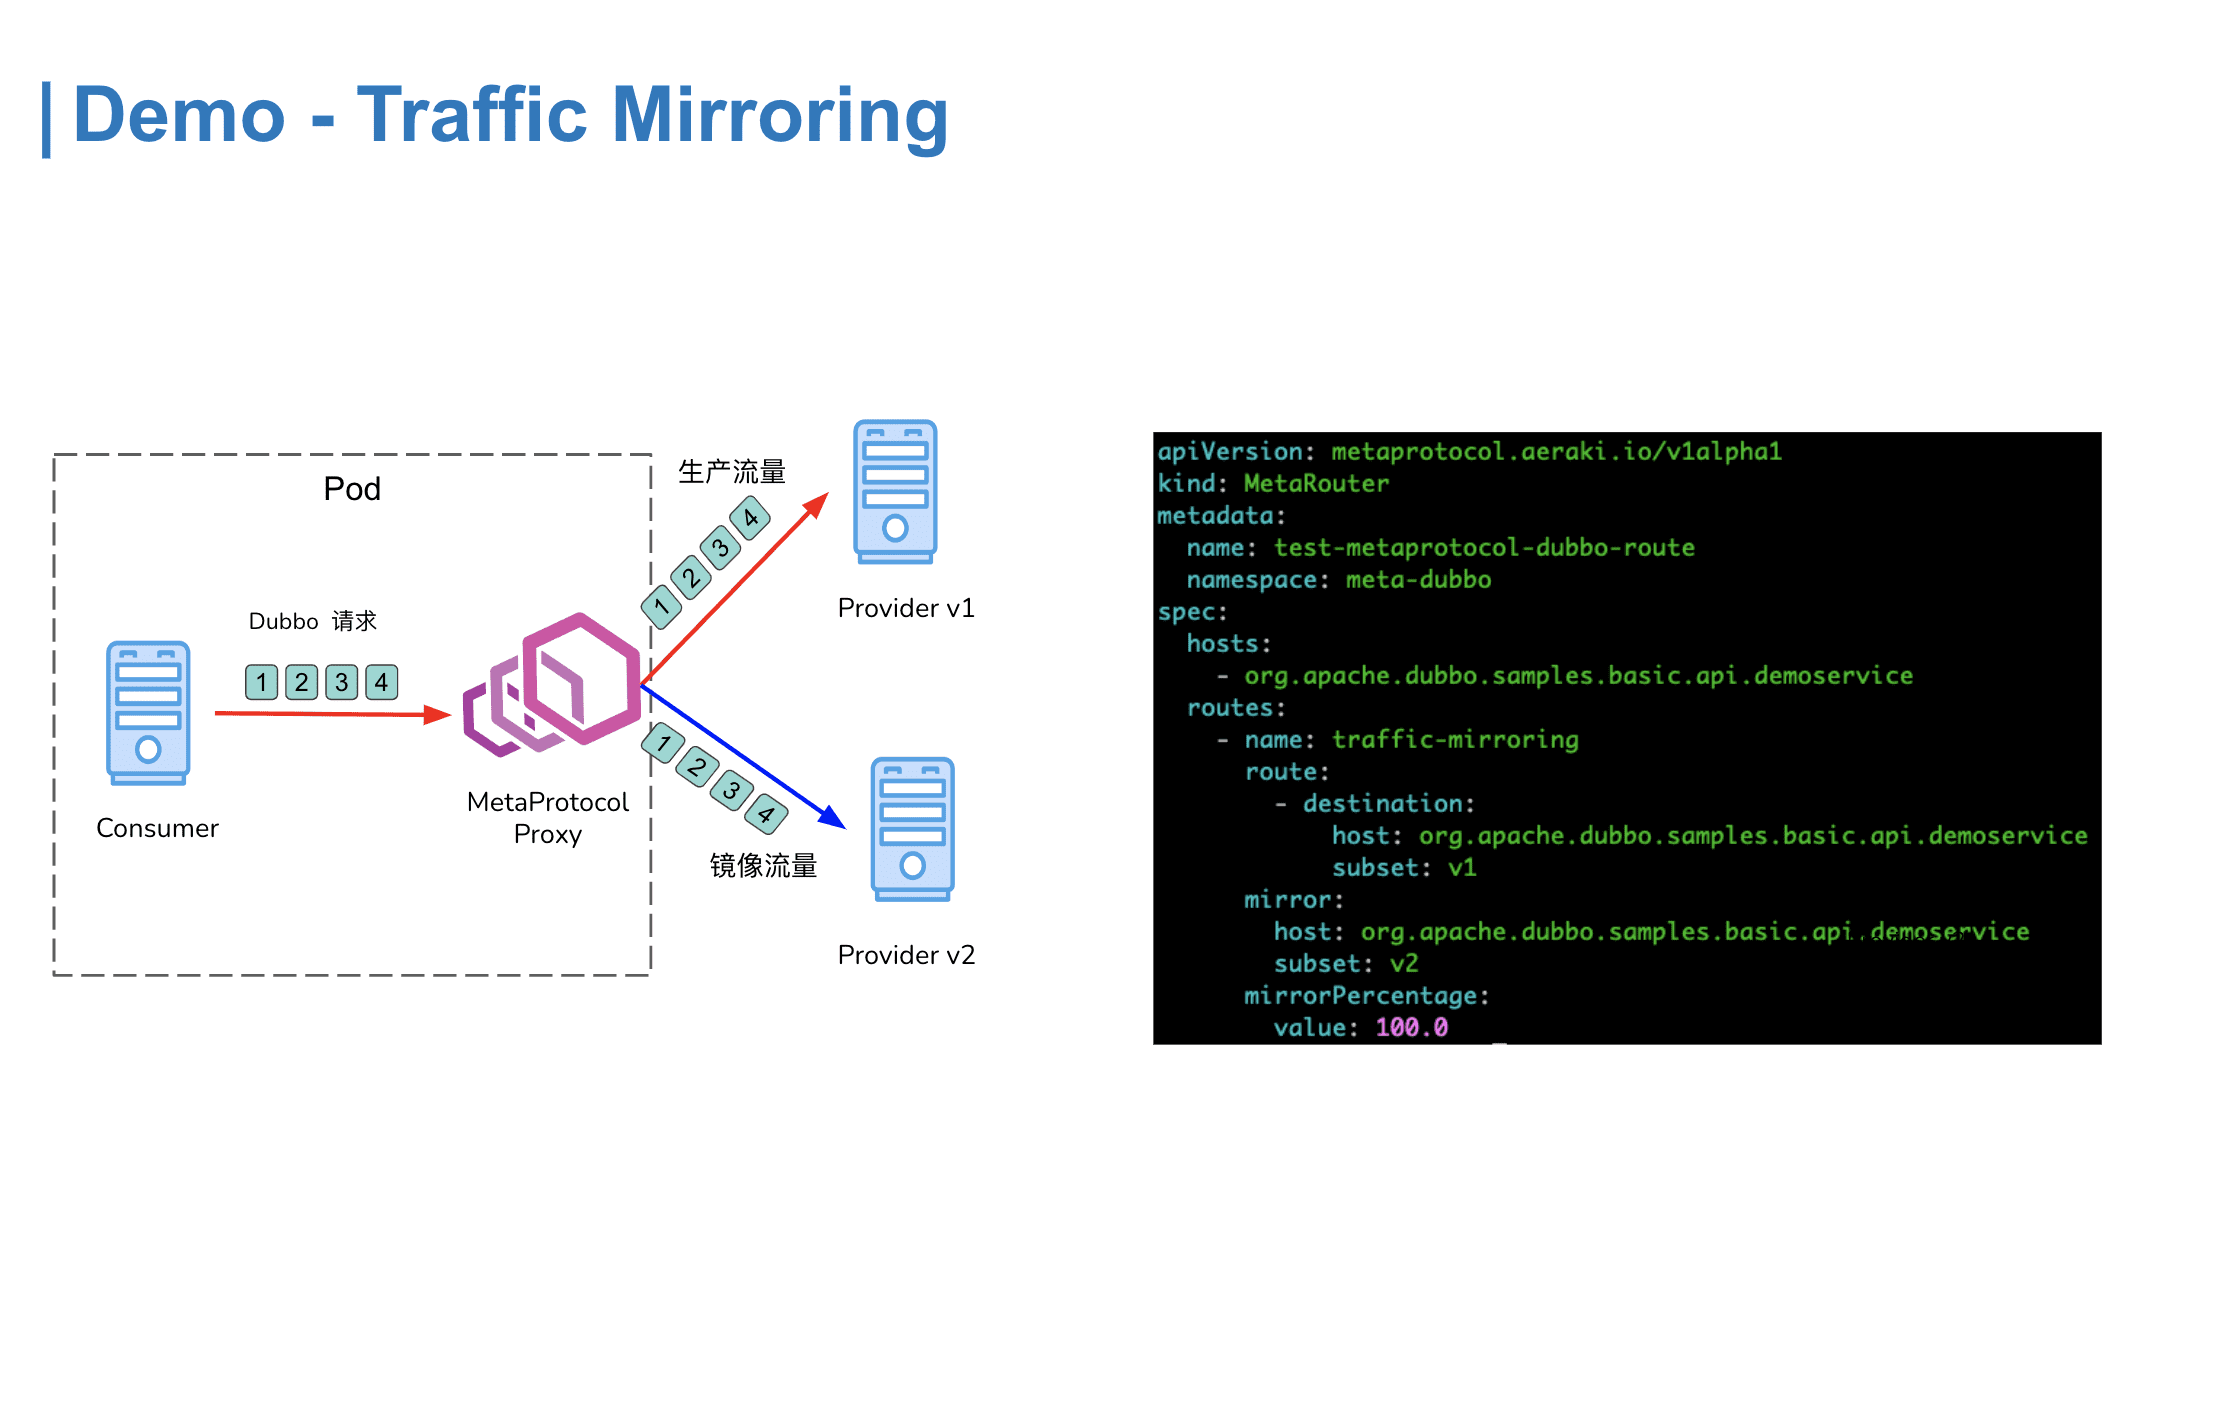 Demo - Traffic Mirroring
Pod
Dubbo 请求
1 2 3 4
Consumer
MetaProtocol
Proxy
生产流量
1 2 3 4
Provider v1
1 2 3 4
镜像流量
Provider v2
apiVersion: metaprotocol.aeraki.io/v1alpha1
kind: MetaRouter
metadata:
  name: test-metaprotocol-dubbo-route
  namespace: meta-dubbo
spec:
  hosts:
    - org.apache.dubbo.samples.basic.api.demoservice
  routes:
    - name: traffic-mirroring
      route:
        - destination:
            host: org.apache.dubbo.samples.basic.api.demoservice
            subset: v1
      mirror:
        host: org.apache.dubbo.samples.basic.api.demoservice
        subset: v2
      mirrorPercentage:
        value: 100.0